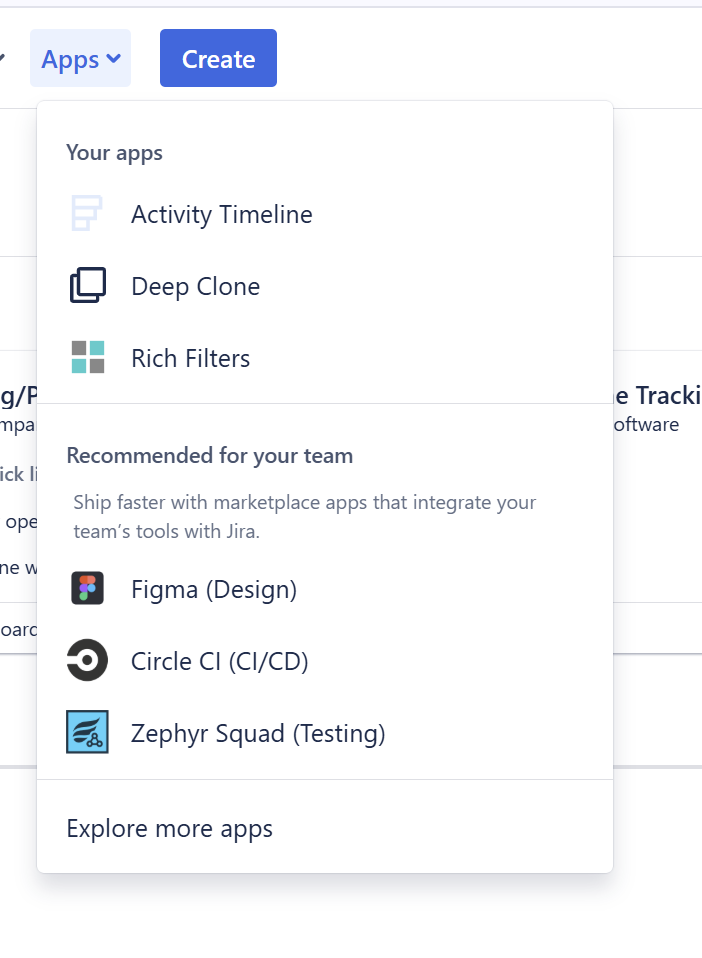 Apps
Create
Your apps
Activity Timeline
Deep Clone
Rich Filters
Recommended for your team
Ship faster with marketplace apps that integrate your
team’s tools with Jira.
Figma (Design)
Circle CI (CI/CD)
Zephyr Squad (Testing)
Explore more apps